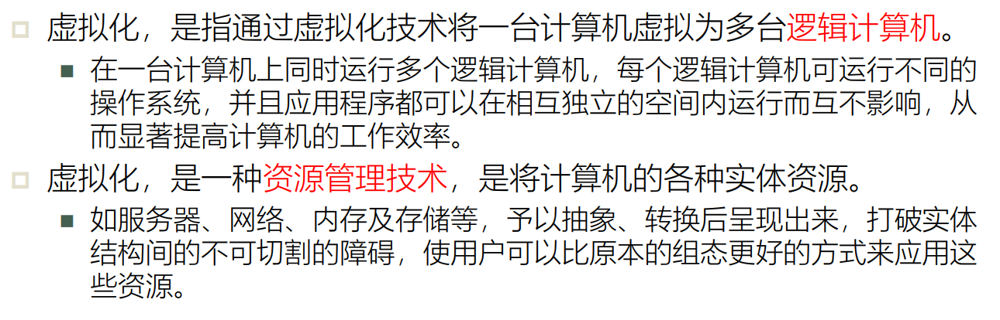 虚拟化，是指通过虚拟化技术将一台计算机虚拟为多台逻辑计算机。
在一台计算机上同时运行多个逻辑计算机，每个逻辑计算机可运行不同的
操作系统，并且应用程序都可以在相互独立的空间内运行而互不影响，从
而显著提高计算机的工作效率。
虚拟化，是一种资源管理技术，是将计算机的各种实体资源。
如服务器、网络、内存及存储等，予以抽象、转换后呈现出来，打破实体
结构间的不可切割的障碍，使用户可以比原本的组态更好的方式来应用这
些资源。